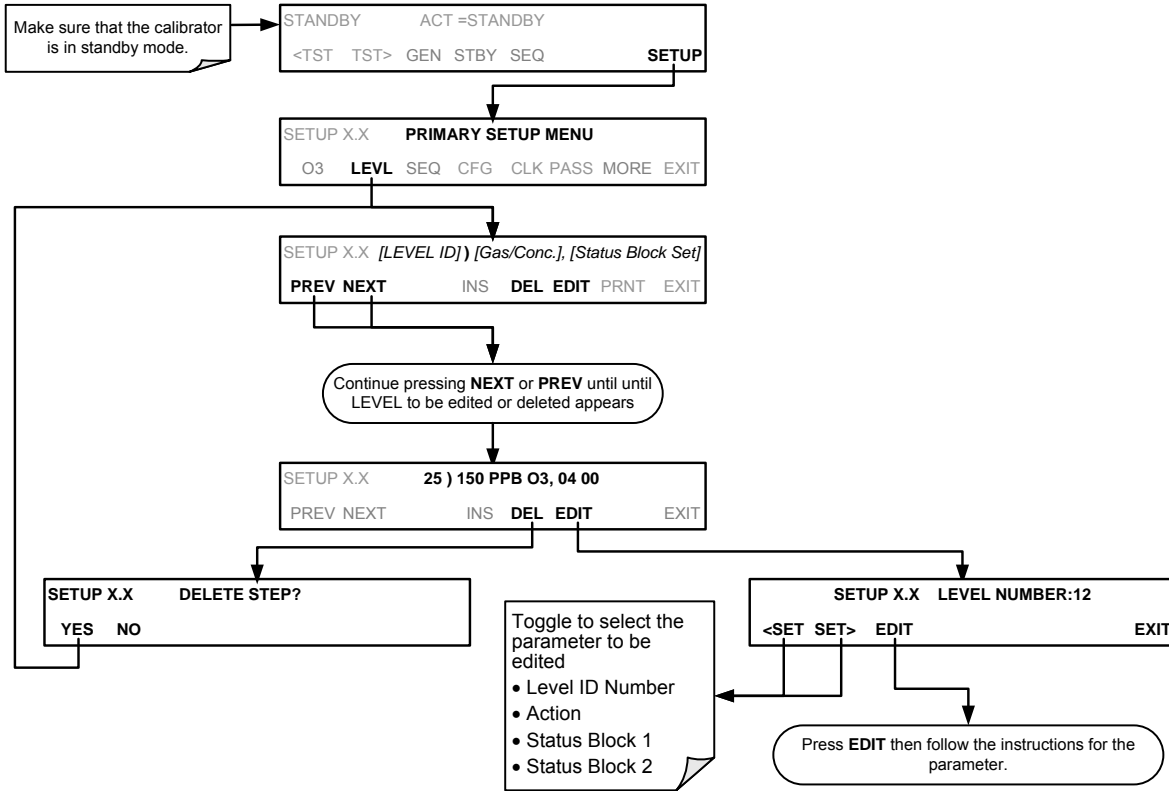 Make sure that the calibrator
is in standby mode.
STANDBY ACT =STANDBY
<TST TST> GEN STBY SEQ SETUP
SETUP X.X PRIMARY SETUP MENU
O3 LEVL SEQ CFG CLK PASS MORE EXIT
SETUP X.X [LEVEL ID] ) [Gas/Conc.], [Status Block Set]
PREV NEXT INS DEL EDIT PRNT EXIT
Continue pressing NEXT or PREV until until
LEVEL to be edited or deleted appears
SETUP X.X 25 ) 150 PPB O3, 04 00
PREV NEXT INS DEL EDIT EXIT
SETUP X.X DELETE STEP?
YES NO
Toggle to select the
parameter to be
edited
• Level ID Number
• Action
• Status Block 1
• Status Block 2
SETUP X.X LEVEL NUMBER:12
<SET SET> EDIT EXIT
Press EDIT then follow the instructions for the
parameter.